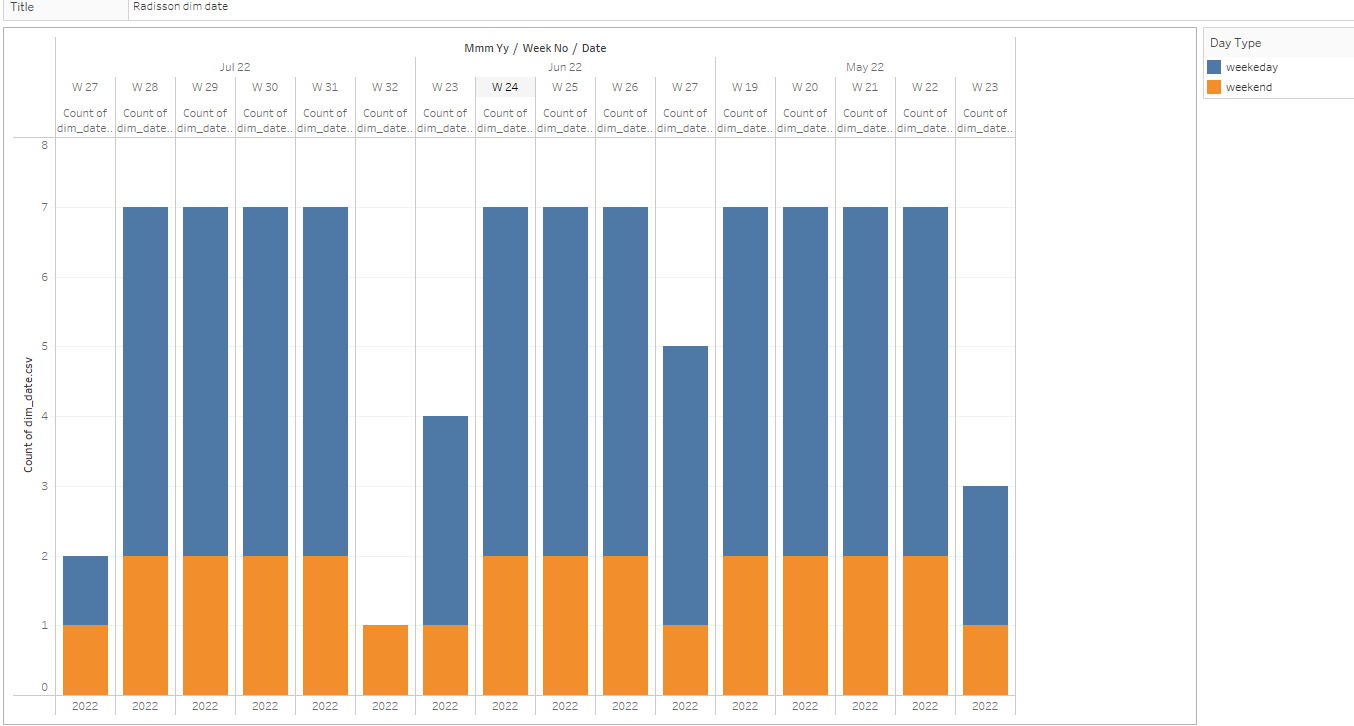 Title Radisson dim date
Mmm Yy / Week No / Date
Jul 22 Jun 22 May 22
W 27 W 28 W 29 W 30 W 31 W 32 W 23 W 24 W 25 W 26 W 27 W 19 W 20 W 21 W 22 W 23
Count of Count of Count of Count of Count of Count of Count of Count of Count of Count of Count of Count of Count of Count of Count of Count of
dim_date.. dim_date.. dim_date.. dim_date.. dim_date.. dim_date.. dim_date.. dim_date.. dim_date.. dim_date.. dim_date.. dim_date.. dim_date.. dim_date.. dim_date.. dim_date..
8
7
6
5
4
3
2
1
0
Count of dim_date.csv
2022 2022 2022 2022 2022 2022 2022 2022 2022 2022 2022 2022 2022 2022 2022 2022
Day Type
weekeday
weekend